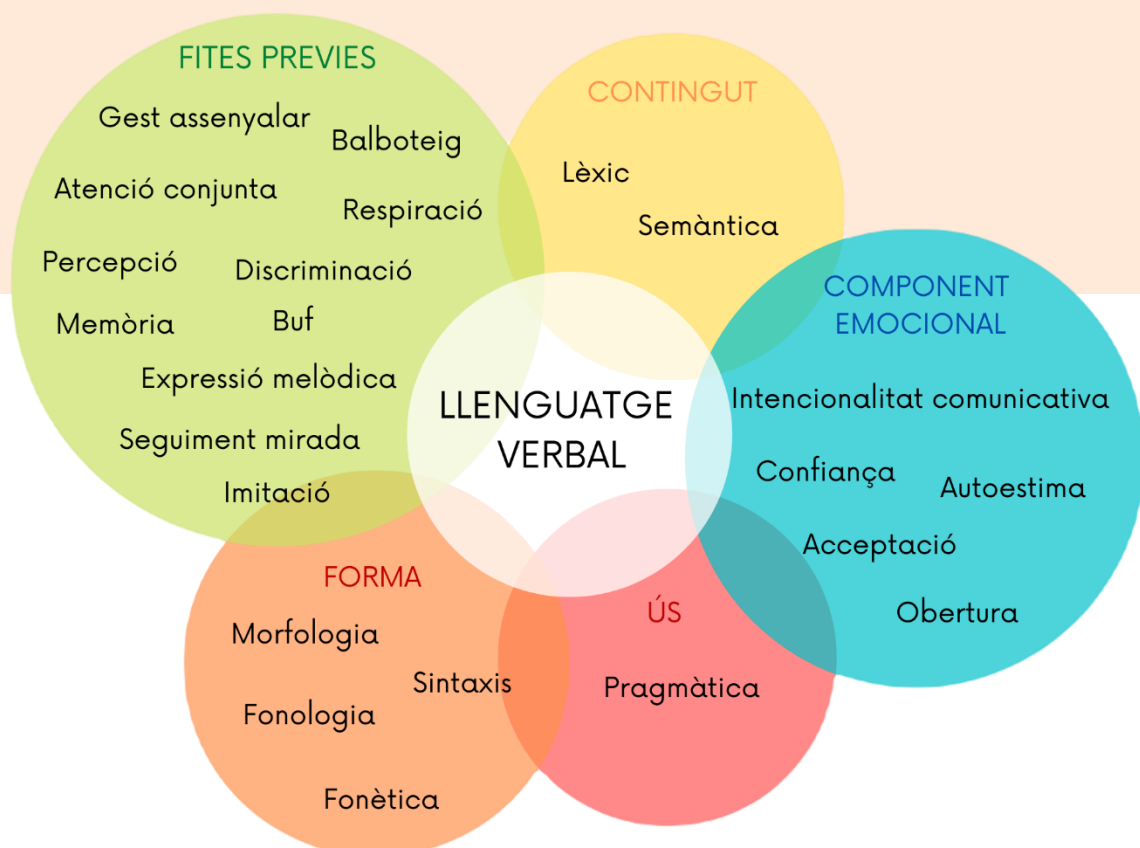 FITES PREVIES
Gest assenyalar
Balboteig
Atenció conjunta
Respiració
Percepció
Discriminació
Memòria
Buf
Expressió melòdica
Seguiment mirada
Imitació
CONTINGUT
Lèxic
Semàntica
COMPONENT
EMOCIONAL
Intencionalitat comunicativa
Confiança
Autoestima
Acceptació
Obertura
LLENGUATGE
VERBAL
FORMA
Morfologia
Sintaxis
Fonologia
Fonètica
ÚS
Pragmàtica